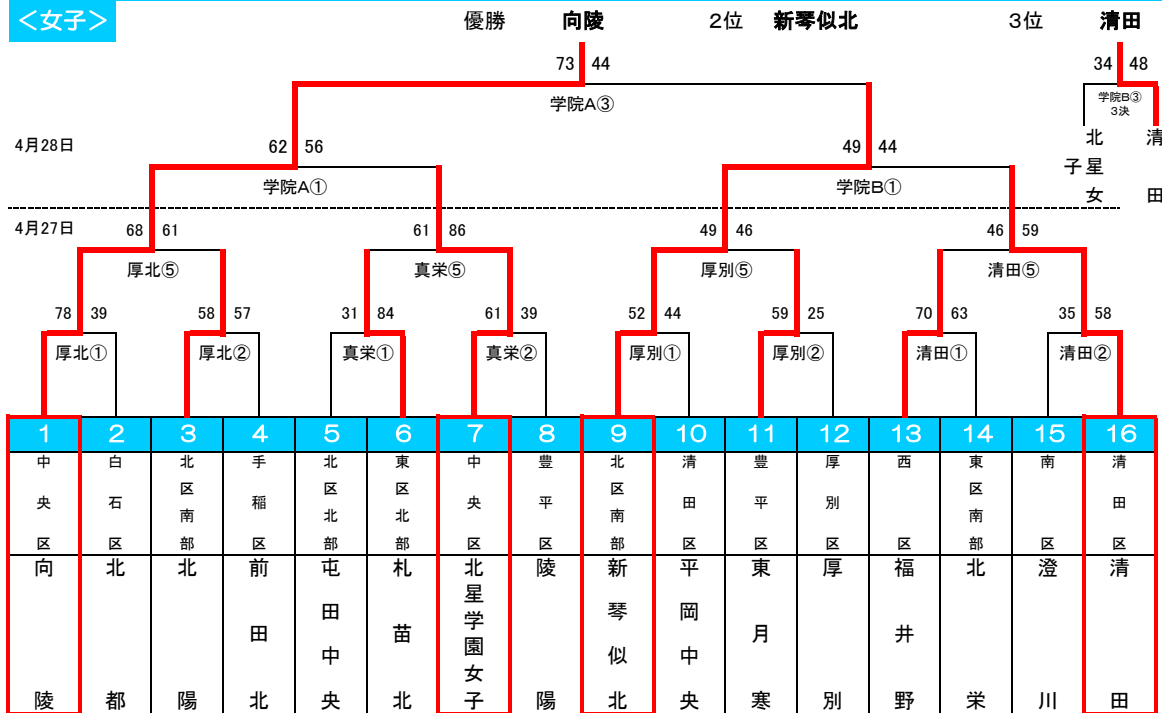 ＜女子＞
優勝 向陵 2位 新琴似北 3位 清田
73 44
34 48
学院A③
学院B③
3決
北星女子
清田
4月28日
62 56
49 44
学院A①
学院B①
4月27日
68 61
61 86
49 46
46 59
厚北⑤
真栄⑤
厚別⑤
清田⑤
78 39
58 57
31 84
61 39
52 44
59 25
70 63
35 58
厚北①
厚北②
真栄①
真栄②
厚別①
厚別②
清田①
清田②
1 2 3 4 5 6 7 8 9 10 11 12 13 14 15 16
中央区
白石区
北区南部
手稲区
北区北部
東区北部
中央区
豊平区
北区南部
清田区
豊平区
厚別区
西区
東区南部
南区
清田区
向陵
北都
北陽
前田北
屯田中央
札苗北
北星学園女子
陵陽
新琴似北
平岡中央
東月寒
厚別
福井野
北栄
澄川
清田